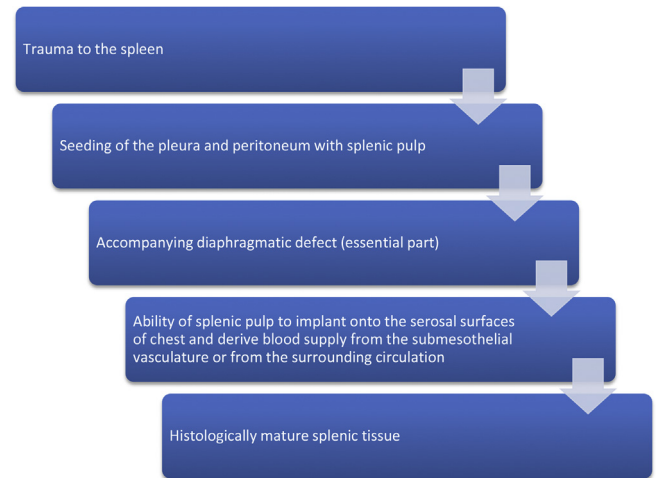 Trauma to the spleen
Seeding of the pleura and peritoneum with splenic pulp
Accompanying diaphragmatic defect (essential part)
Ability of splenic pulp to implant onto the serosal surfaces
of chest and derive blood supply from the submesothelial
vasculature or from the surrounding circulation
Histologically mature splenic tissue